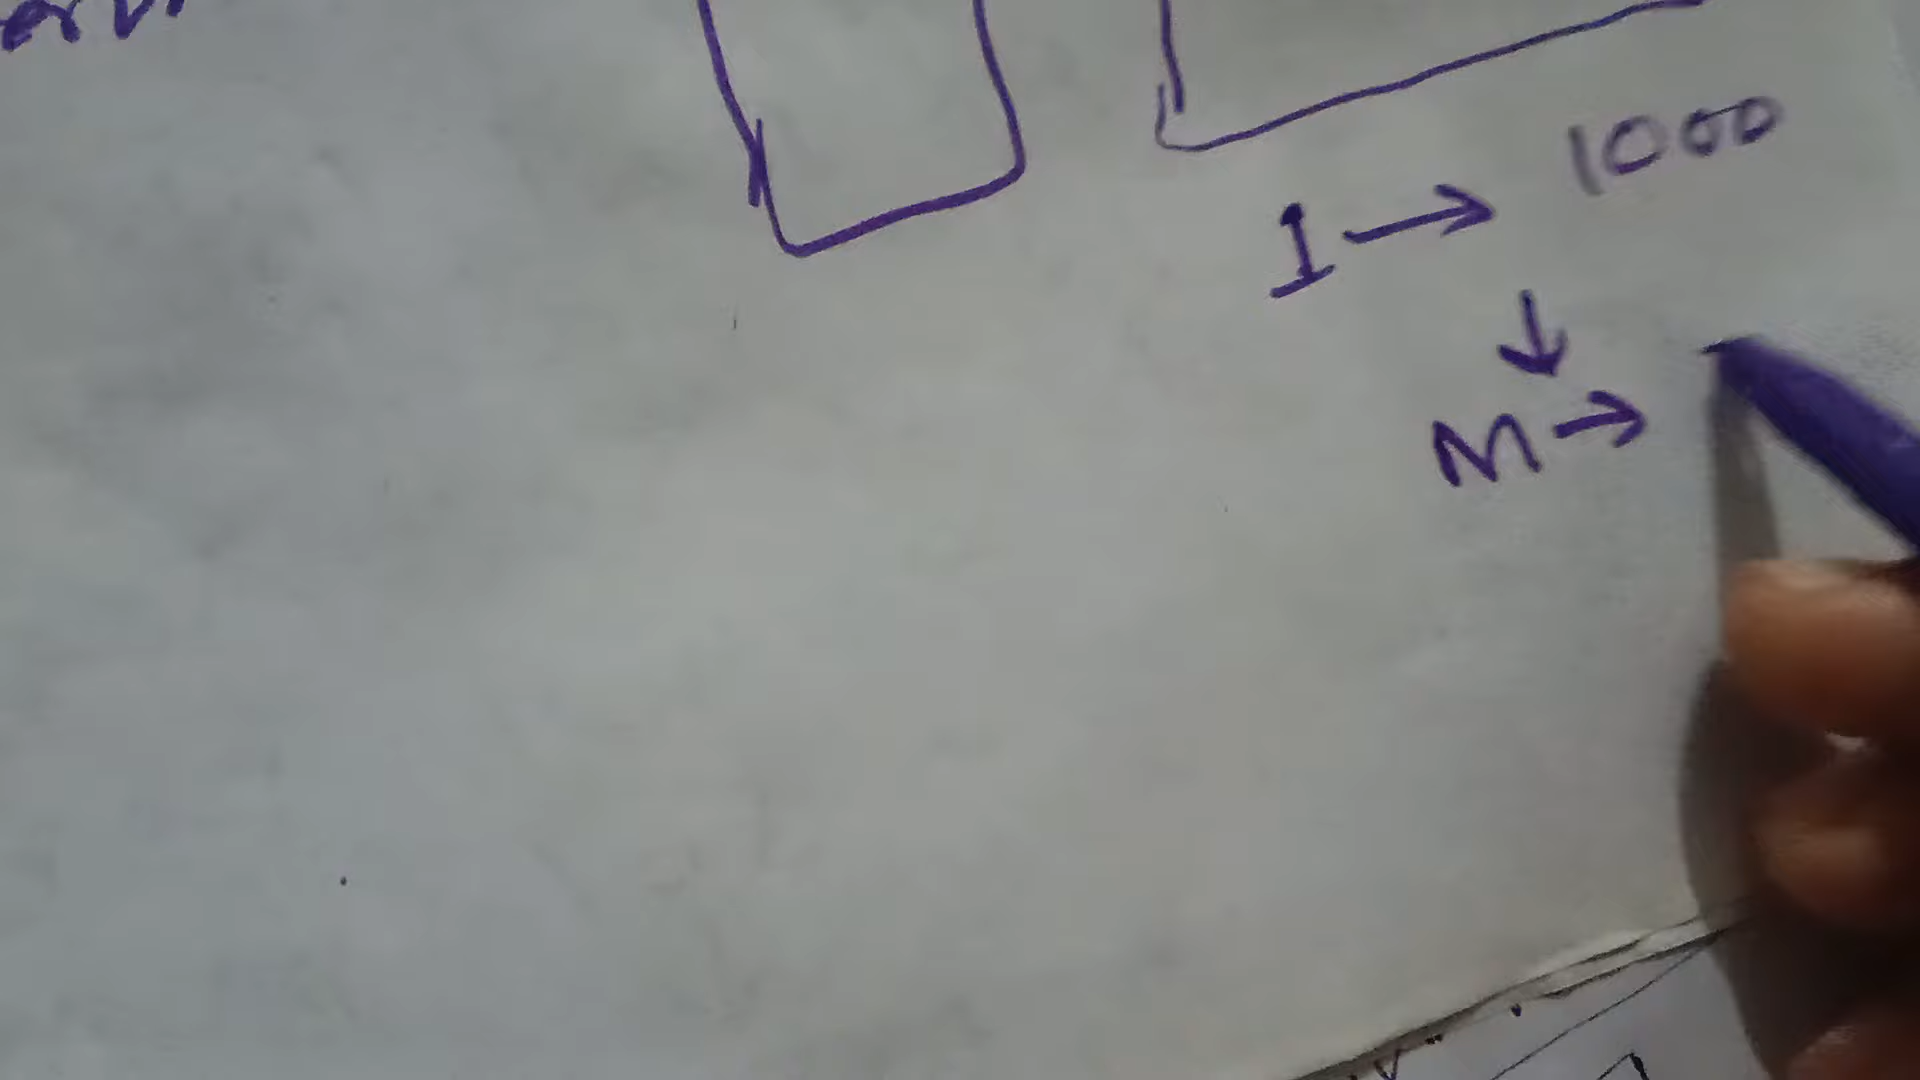 I → 1000
↓
M →